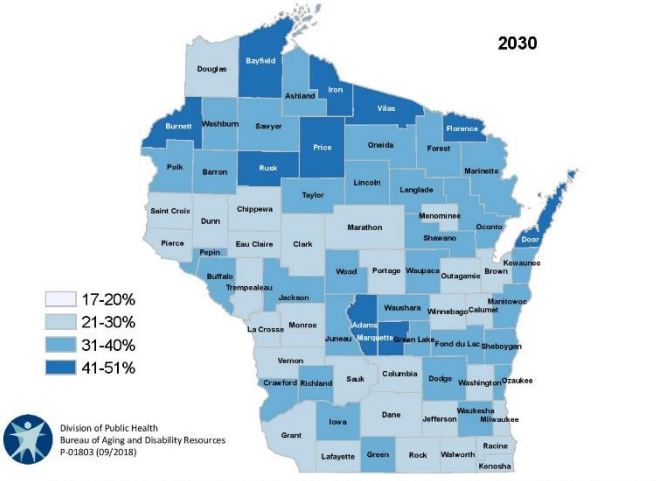 2030
Bayfield
Douglas
Iron
Ashland
Vilas
Burnett
Washburn
Sawyer
Florence
Price
Oneida
Forest
Polk
Barron
Rusk
Marinette
Lincoln
Langlade
Taylor
Saint Croix
Dunn
Chippewa
Menominee
Marathon
Oconto
Pierce
Eau Claire
Clark
Shawano
Door
Pepin
Kewaunee
Buffalo
Wood
Portage
Waupaca
Outagamie
Brown
Trempealeau
17-20%
Jackson
Waushara
Manitowoc
Winnebago
Calumet
21-30%
Adams
La Crosse
Monroe
Juneau
Marquette
Green Lake
Fond du Lac
Sheboygan
31-40%
Vernon
41-51%
Columbia
Sauk
Dodge
Washington
Ozaukee
Crawford
Richland
Waukesha
Dane
Jefferson
Milwaukee
Iowa
Division of Public Health
Bureau of Aging and Disability Resources
P-01803 (09/2018)
Grant
Racine
Lafayette
Green
Rock
Walworth
Kenosha